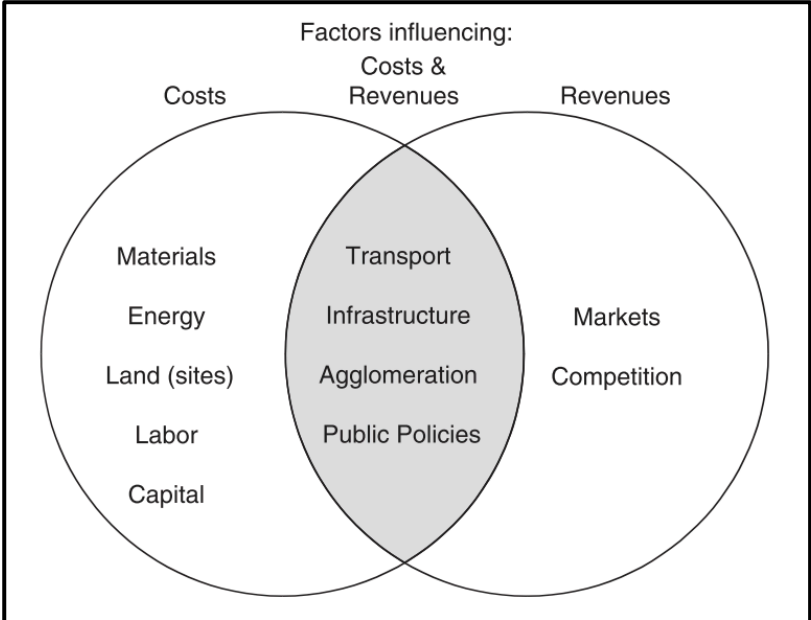 Factors influencing:
Costs &
Costs Revenues Revenues
Materials Transport
Energy Infrastructure Markets
Land (sites) Agglomeration Competition
Labor Public Policies
Capital